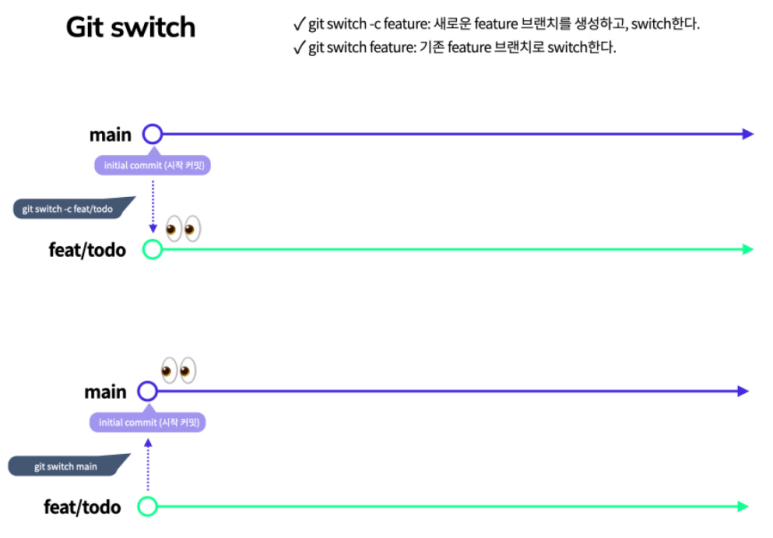 Git switch
✓ git switch -c feature: 새로운 feature 브랜치를 생성하고, switch한다.
✓ git switch feature: 기존 feature 브랜치로 switch한다.
main
initial commit (시작 커밋)
git switch -c feat/todo
feat/todo
main
initial commit (시작 커밋)
git switch main
feat/todo